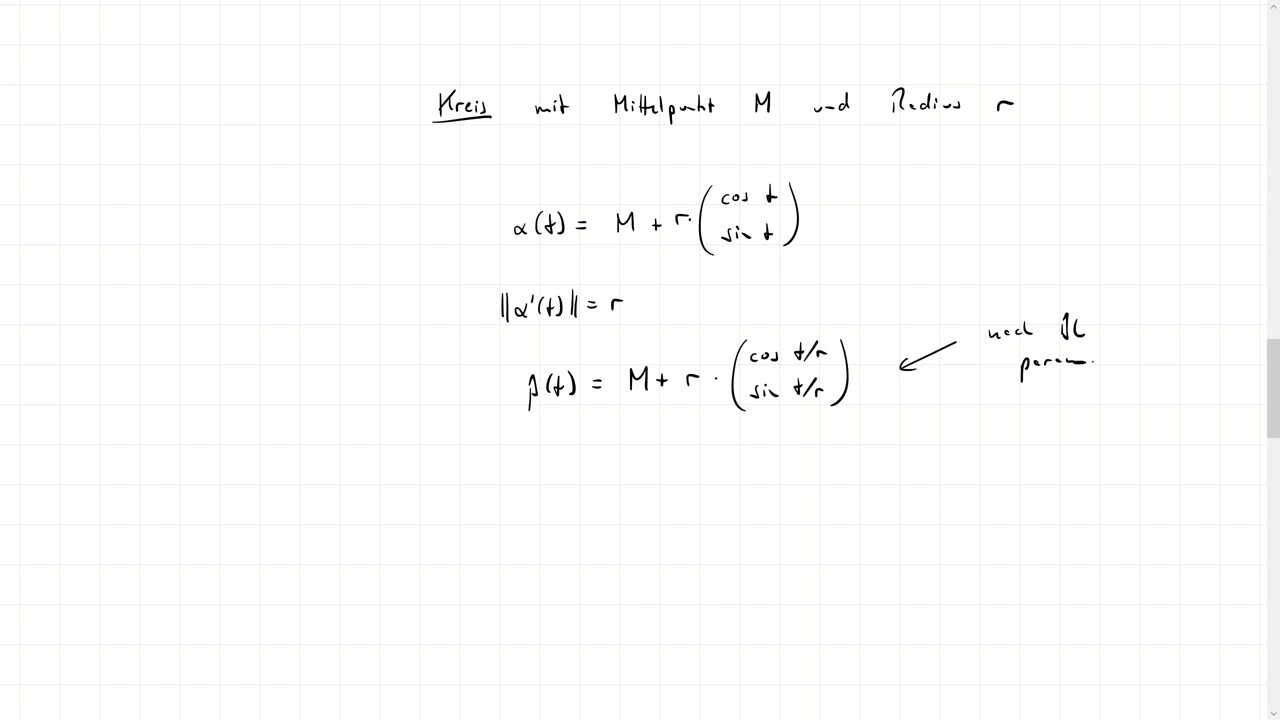 Kreis mit Mittelpunkt M und Radius r
α(t) = M + r · (cos t
sin t)
‖α'(t)‖ = r
nach BL
β(t) = M + r · (cos t/r
sin t/r)
param.